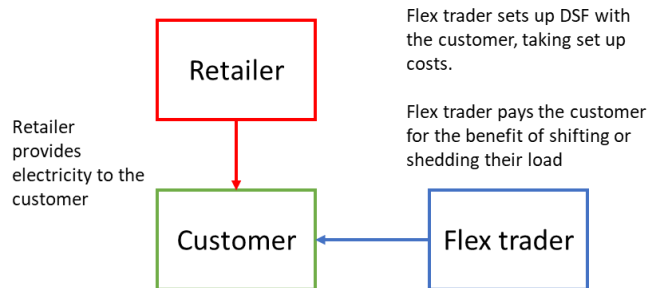 Flex trader sets up DSF with
the customer, taking set up
costs.
Retailer
Flex trader pays the customer
for the benefit of shifting or
shedding their load
Retailer
provides
electricity to the
customer
Customer
Flex trader